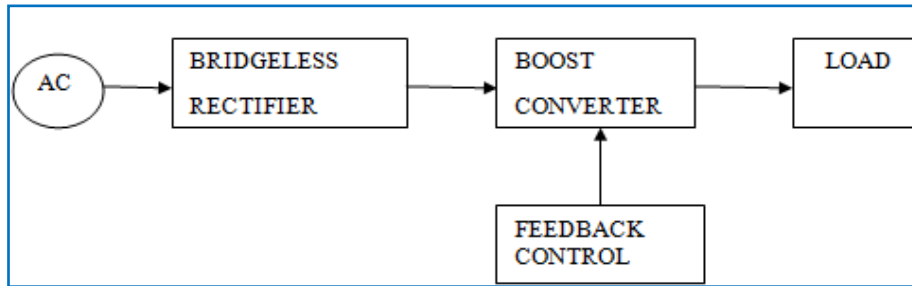 AC
BRIDGELESS
RECTIFIER
BOOST
CONVERTER
LOAD
FEEDBACK
CONTROL